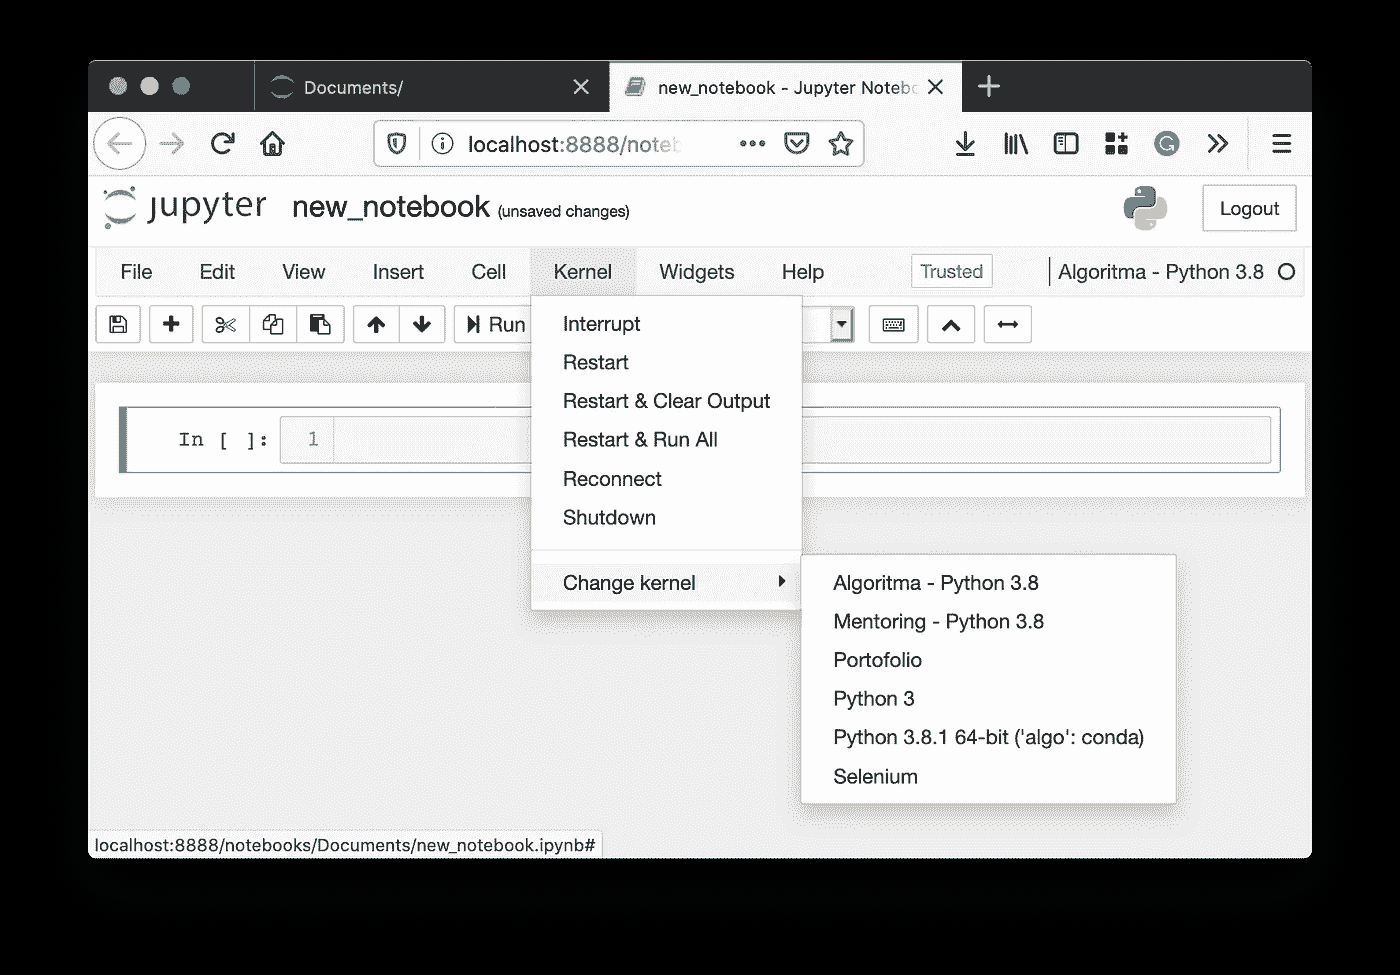 Documents/
new_notebook - Jupyter Notebo
localhost:8888/noteb
jupyter new_notebook (unsaved changes)
Logout
File Edit View Insert Cell Kernel Widgets Help Trusted Algoritma - Python 3.8
Run
Interrupt
Restart
Restart & Clear Output
Restart & Run All
In [ ]: 1
Reconnect
Shutdown
Change kernel
Algoritma - Python 3.8
Mentoring - Python 3.8
Portofolio
Python 3
Python 3.8.1 64-bit ('algo': conda)
Selenium
localhost:8888/notebooks/Documents/new_notebook.ipynb#